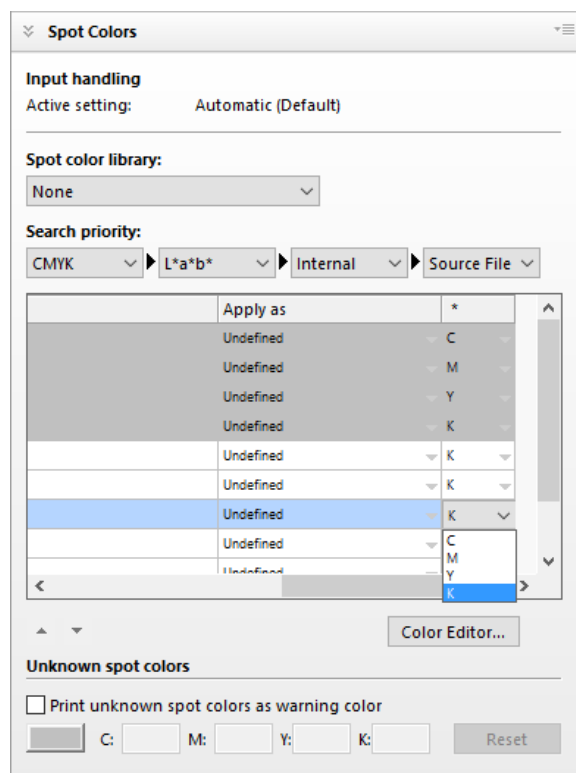 Spot Colors
Input handling
Active setting: Automatic (Default)
Spot color library:
None
Search priority:
CMYK L*a*b* Internal Source File
Apply as *
Undefined C
Undefined M
Undefined Y
Undefined K
Undefined K
Undefined K
Undefined K
C
Undefined M
Y
Undefined K
Color Editor...
Unknown spot colors
Print unknown spot colors as warning color
C: M: Y: K: Reset